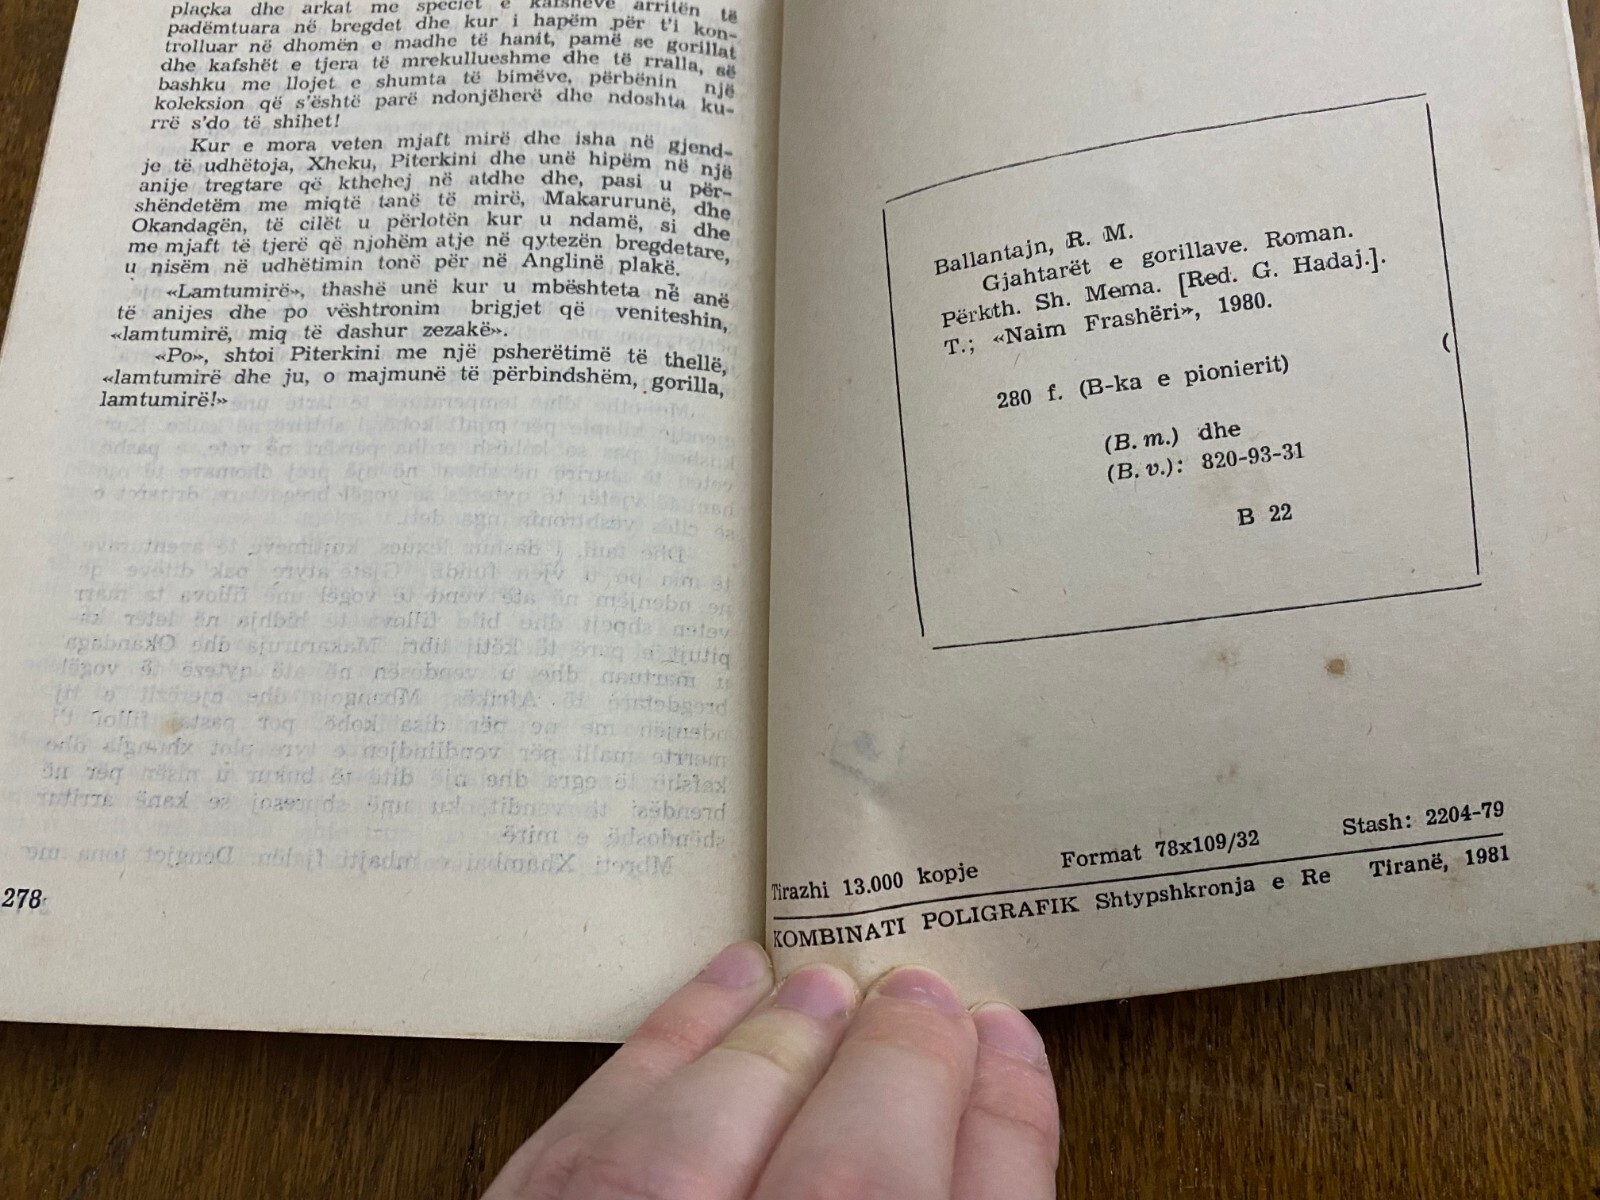 plaçka dhe arkat me speciet e kafshëve arritën të
padëmtuara në bregdet dhe kur i hapëm për t'i kon-
trolluar në dhomën e madhe të hanit, pamë se gorillat
dhe kafshët e tjera të mrekullueshme dhe të rralla, së
bashku me llojet e shumta të bimëve, përbënin një
koleksion që s'është parë ndonjëherë dhe ndoshta ku-
rrë s'do të shihet!
Kur e mora veten mjaft mirë dhe isha në gjend-
je të udhëtoja, Xheku, Piterkini dhe unë hipëm në një
anije tregtare që kthehej në atdhe dhe, pasi u për-
shëndetëm me miqtë tanë të mirë, Makarurunë, dhe
Okandagën, të cilët u përlotën kur u ndamë, si dhe
me mjaft të tjerë që njohëm atje në qytezën bregdetare,
u nisëm në udhëtimin tonë për në Anglinë plakë.
«Lamtumirë», thashë unë kur u mbështeta në anë
të anijes dhe po vështronim brigjet që veniteshin,
«lamtumirë, miq të dashur zezakë».
«Po», shtoi Piterkini me një psherëtimë të thellë,
«lamtumirë dhe ju, o majmunë të përbindshëm, gorilla,
lamtumirë!»
278
Ballantajn, R. M.
Gjahtarët e gorillave. Roman.
Përkth. Sh. Mema. [Red. G. Hadaj.].
T.; «Naim Frashëri», 1980.
280 f. (B-ka e pionierit)
(B. m.) dhe
(B. v.): 820-93-31
B 22
Tirazhi 13.000 kopje Format 78x109/32 Stash: 2204-79
KOMBINATI POLIGRAFIK Shtypshkronja e Re Tiranë, 1981